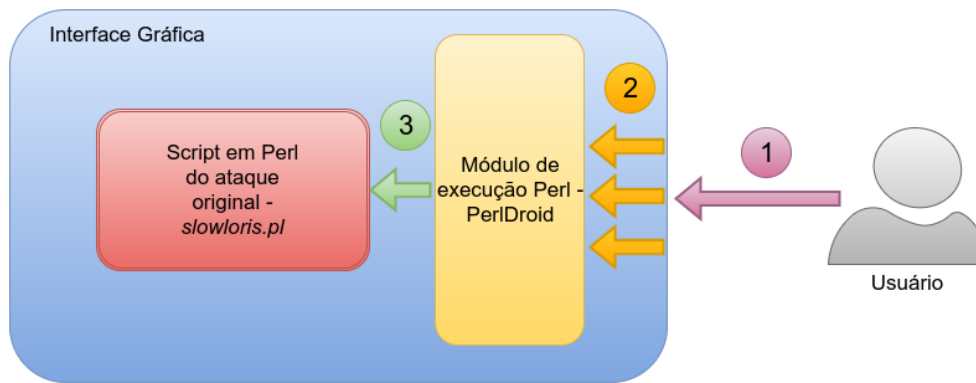 Interface Gráfica
Script em Perl
do ataque
original -
slowloris.pl
3
Módulo de
execução Perl -
PerlDroid
2
1
Usuário